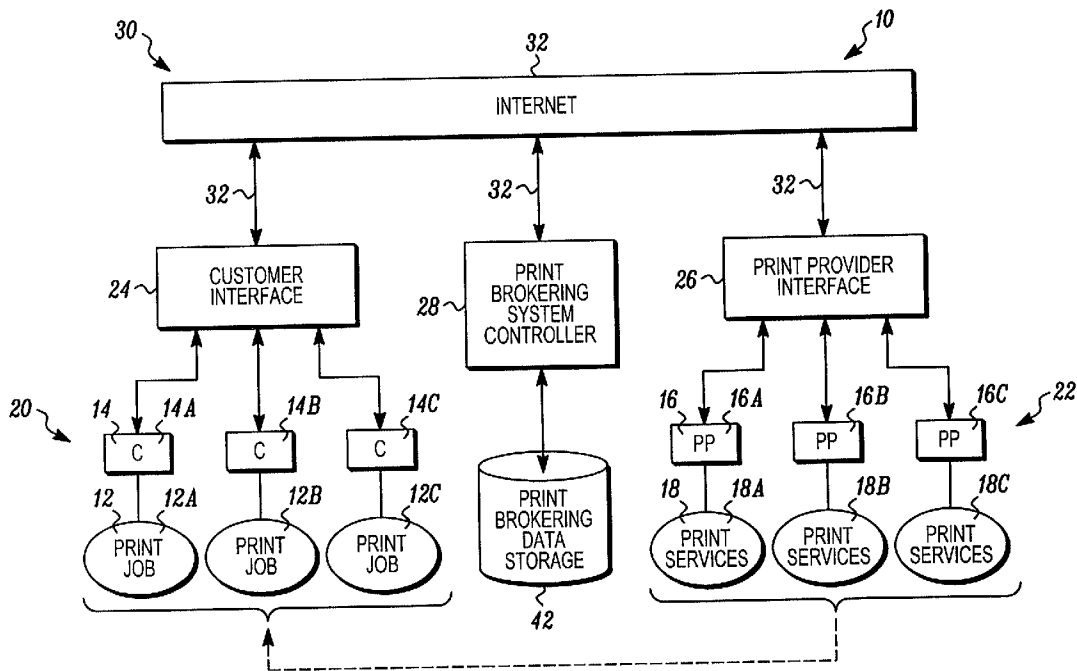 30
32
10
INTERNET
32
32
32
24
CUSTOMER
INTERFACE
28
PRINT
BROKERING
SYSTEM
CONTROLLER
26
PRINT PROVIDER
INTERFACE
20
14
14A
14B
14C
16
16A
16B
16C
22
C
C
C
PP
PP
PP
12
12A
12B
12C
18
18A
18B
18C
PRINT
JOB
PRINT
JOB
PRINT
JOB
PRINT
BROKERING
DATA
STORAGE
PRINT
SERVICES
PRINT
SERVICES
PRINT
SERVICES
42